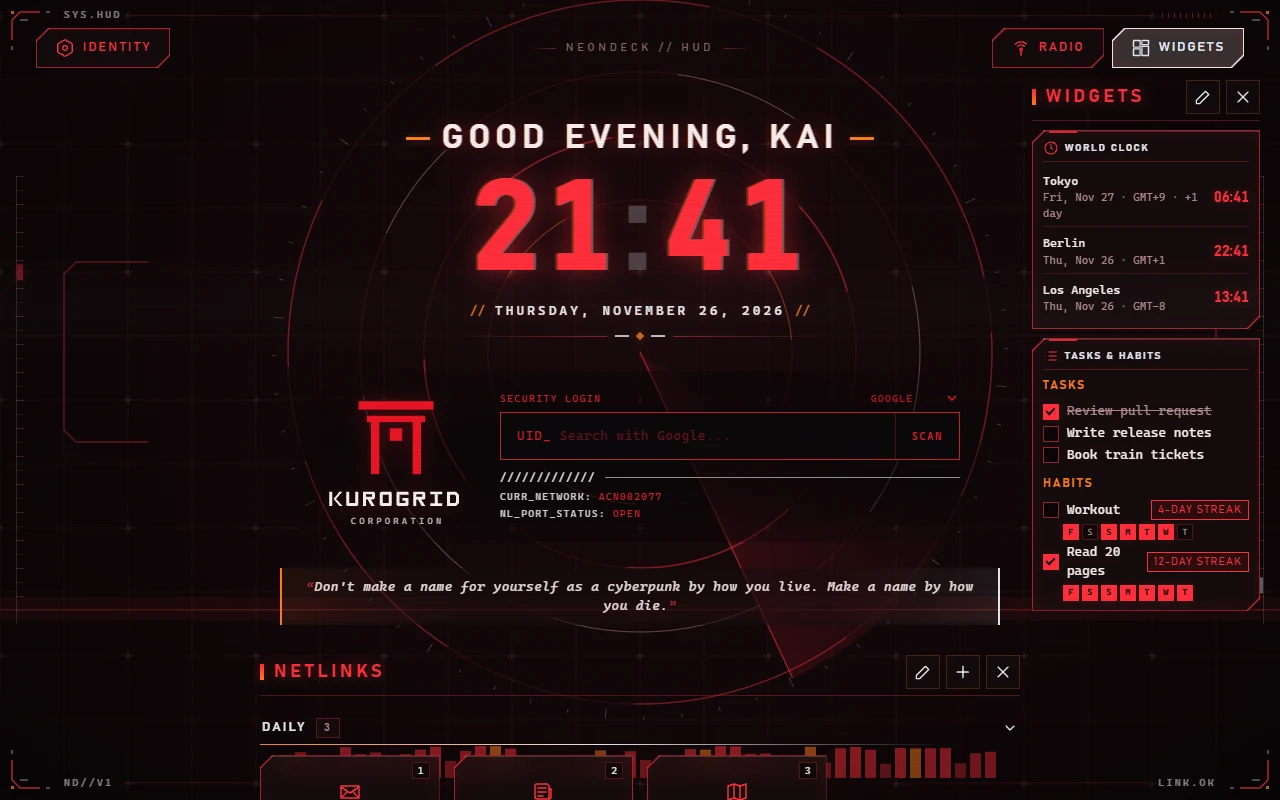 SYS.HUD
IDENTITY
NEONDECK // HUD
RADIO
WIDGETS
WIDGETS
GOOD EVENING, KAI
21:41
// THURSDAY, NOVEMBER 26, 2026 //
WORLD CLOCK
Tokyo
Fri, Nov 27 · GMT+9 · +1 day
06:41
Berlin
Thu, Nov 26 · GMT+1
22:41
Los Angeles
Thu, Nov 26 · GMT−8
13:41
TASKS & HABITS
TASKS
Review pull request
Write release notes
Book train tickets
HABITS
Workout
4-DAY STREAK
F S S M T W T
Read 20 pages
12-DAY STREAK
F S S M T W T
KUROGRID
CORPORATION
SECURITY LOGIN
GOOGLE
UID_ Search with Google...
SCAN
/////////////
CURR_NETWORK: ACN002077
NL_PORT_STATUS: OPEN
“Don't make a name for yourself as a cyberpunk by how you live. Make a name by how
you die.”
NETLINKS
DAILY 3
1
2
3
ND//V1
LINK.OK